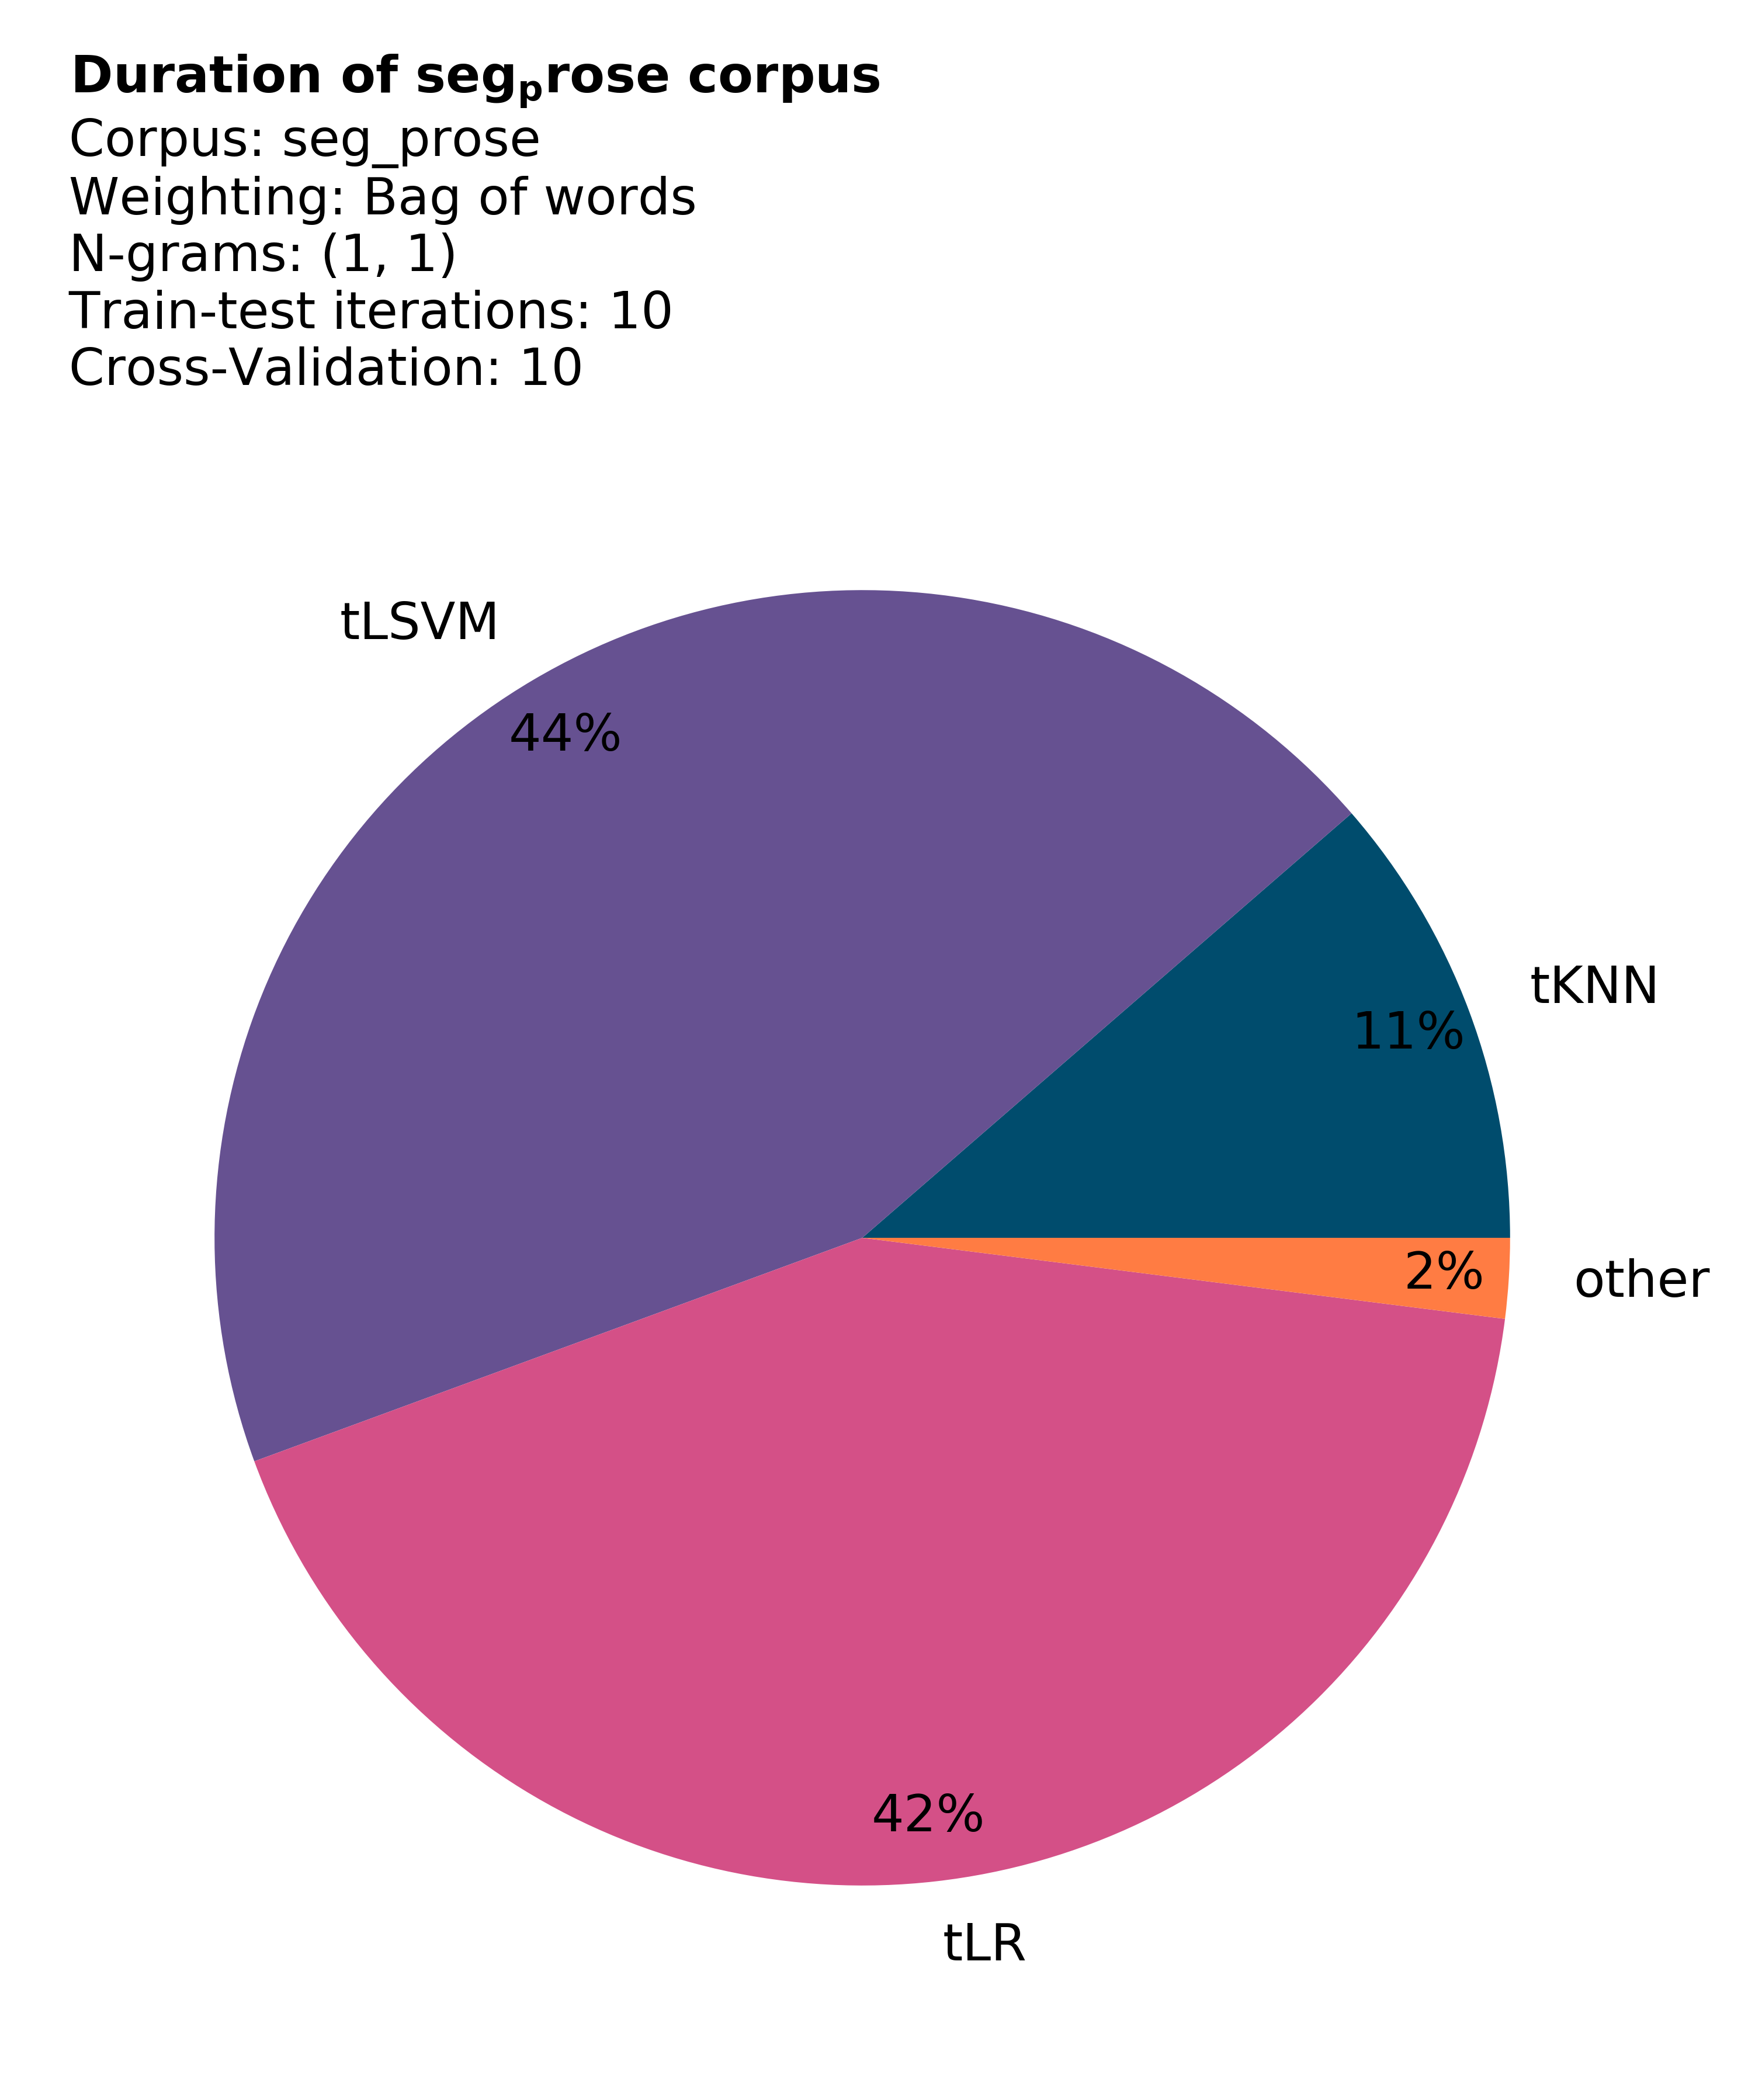 Duration of segₚrose corpus
Corpus: seg_prose
Weighting: Bag of words
N-grams: (1, 1)
Train-test iterations: 10
Cross-Validation: 10
tLSVM
44%
tKNN
11%
2%
other
42%
tLR